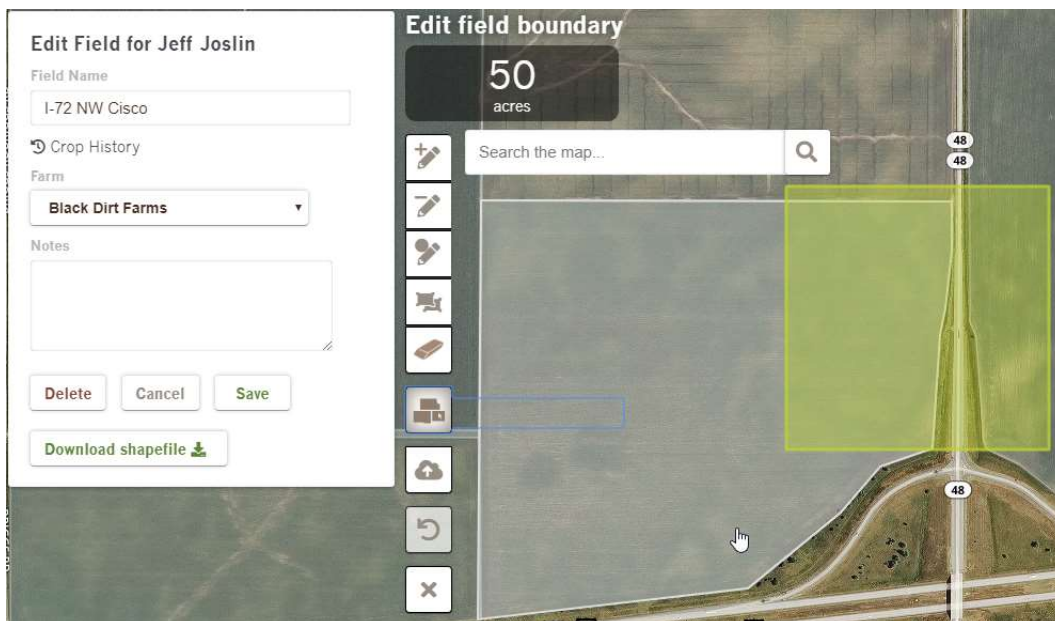 Edit Field for Jeff Joslin
Field Name
I-72 NW Cisco
Crop History
Farm
Black Dirt Farms
Notes
Delete Cancel Save
Download shapefile
Edit field boundary
50
acres
Search the map...
48
48
48